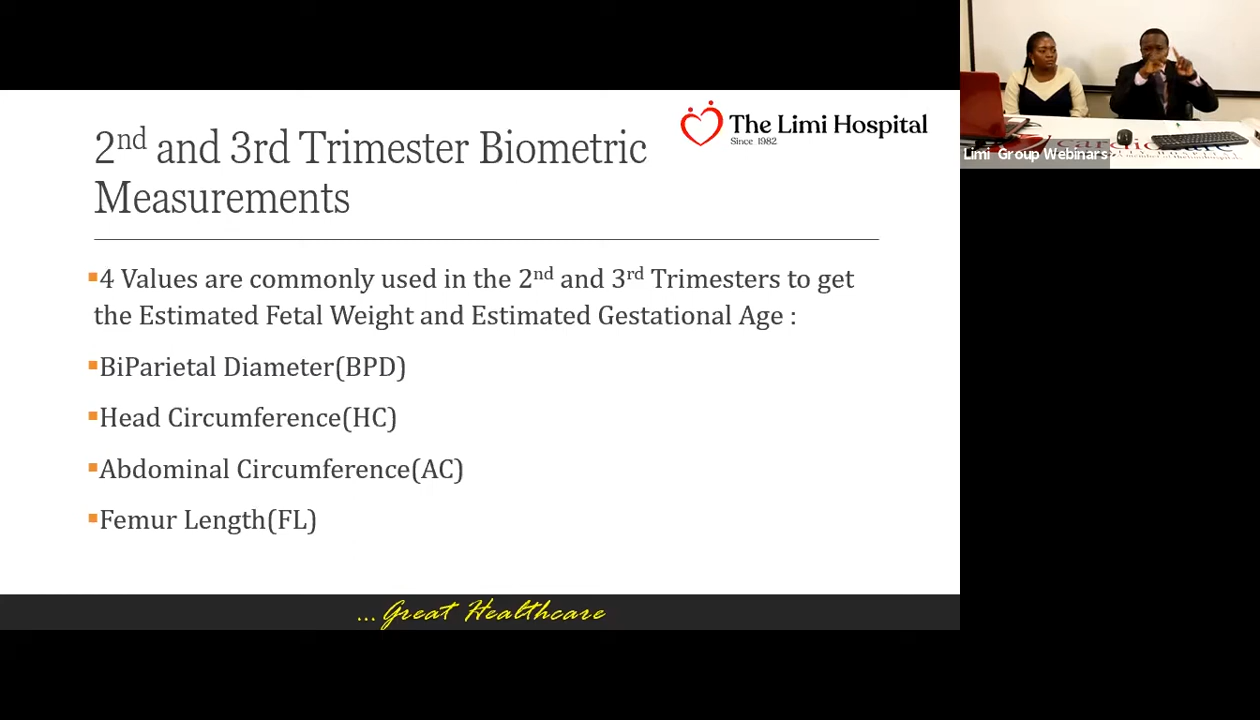 2nd and 3rd Trimester Biometric
Measurements
The Limi Hospital
Since 1982
▪4 Values are commonly used in the 2nd and 3rd Trimesters to get
the Estimated Fetal Weight and Estimated Gestational Age :
▪BiParietal Diameter(BPD)
▪Head Circumference(HC)
▪Abdominal Circumference(AC)
▪Femur Length(FL)
... Great Healthcare
Limi Group Webinars